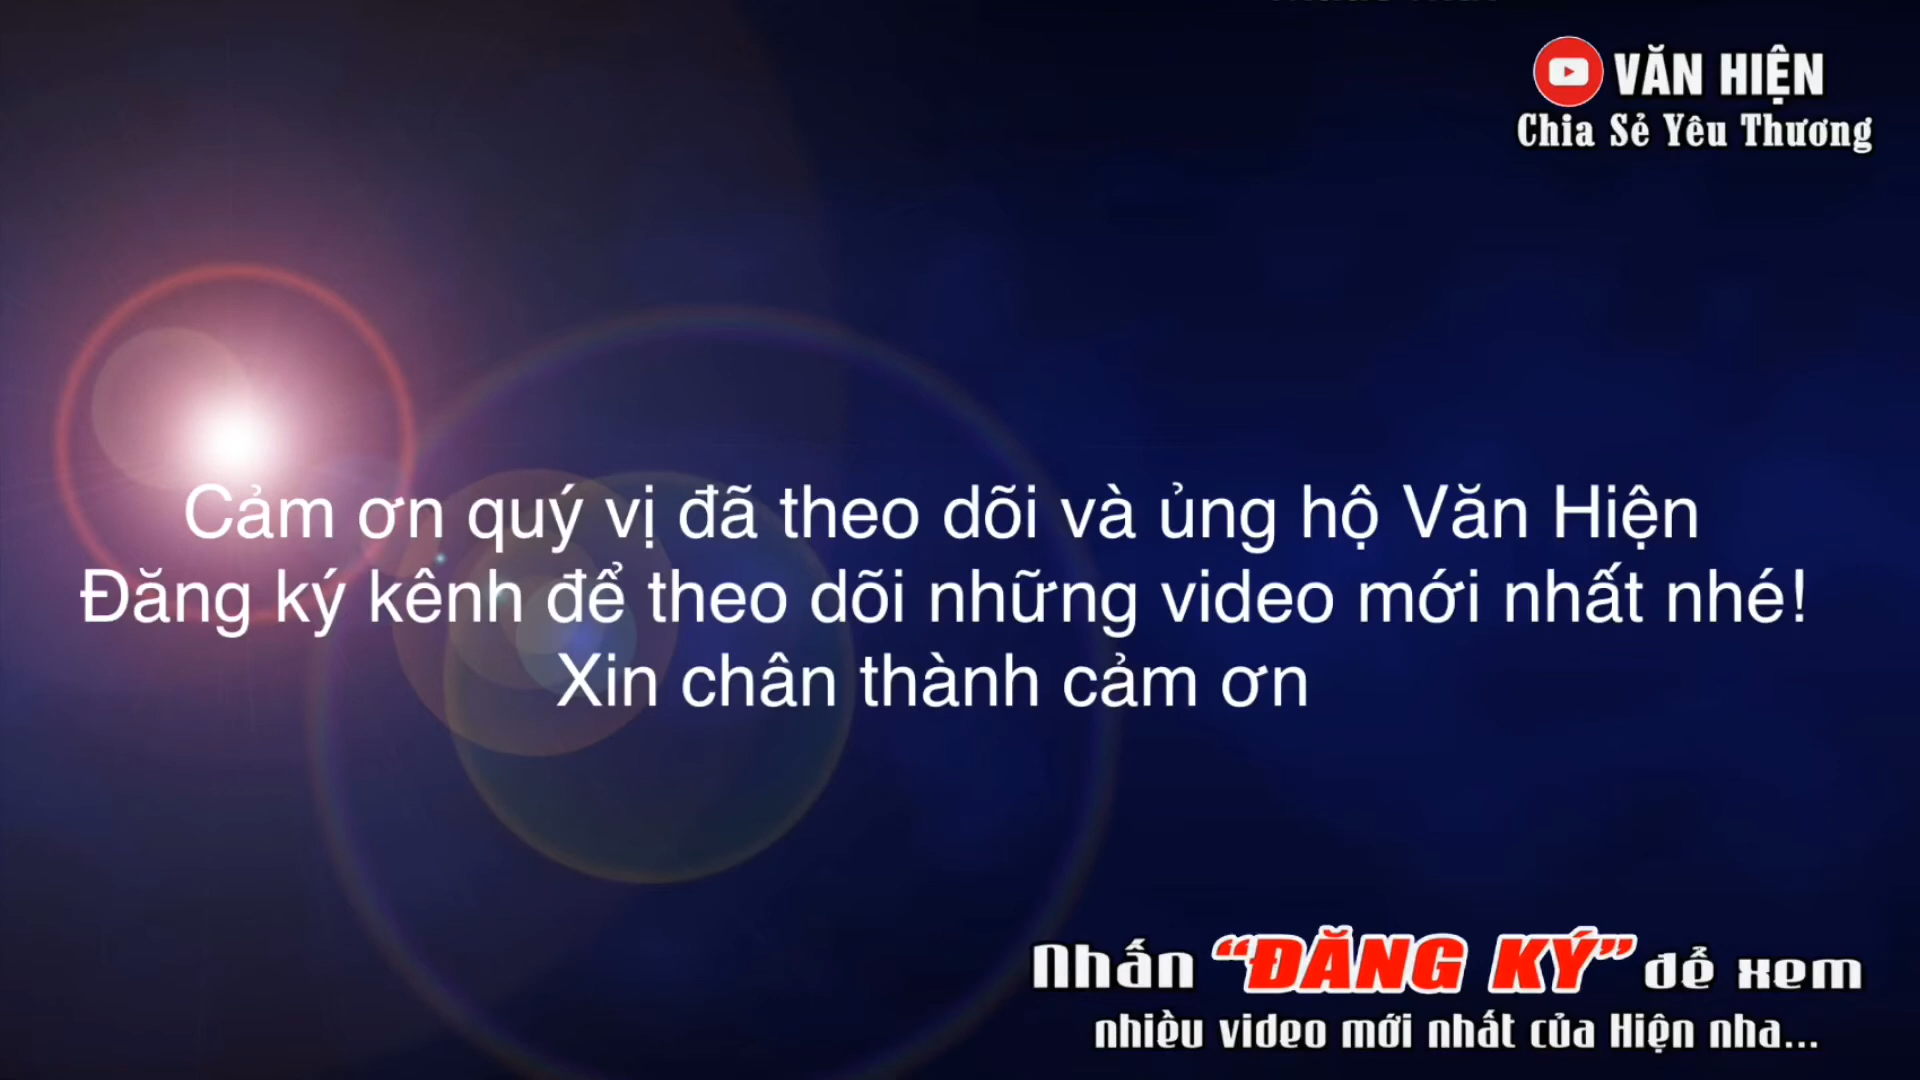 VĂN HIỆN
Chia Sẻ Yêu Thương
Cảm ơn quý vị đã theo dõi và ủng hộ Văn Hiện
Đăng ký kênh để theo dõi những video mới nhất nhé!
Xin chân thành cảm ơn
Nhấn “ĐĂNG KÝ” để xem
nhiều video mới nhất của Hiện nha...